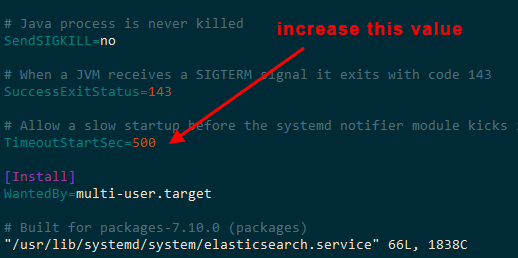 # Java process is never killed
increase this value
SendSIGKILL=no
# When a JVM receives a SIGTERM signal it exits with code 143
SuccessExitStatus=143
# Allow a slow startup before the systemd notifier module kicks
TimeoutStartSec=500
[Install]
WantedBy=multi-user.target
# Built for packages-7.10.0 (packages)
"/usr/lib/systemd/system/elasticsearch.service" 66L, 1838C